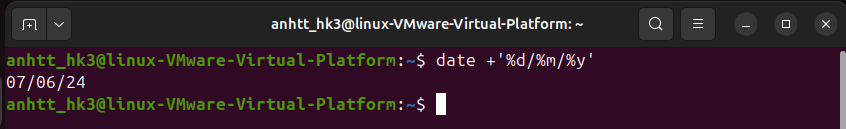 anhtt_hk3@linux-VMware-Virtual-Platform: ~
anhtt_hk3@linux-VMware-Virtual-Platform:~$ date +'%d/%m/%y'
07/06/24
anhtt_hk3@linux-VMware-Virtual-Platform:~$